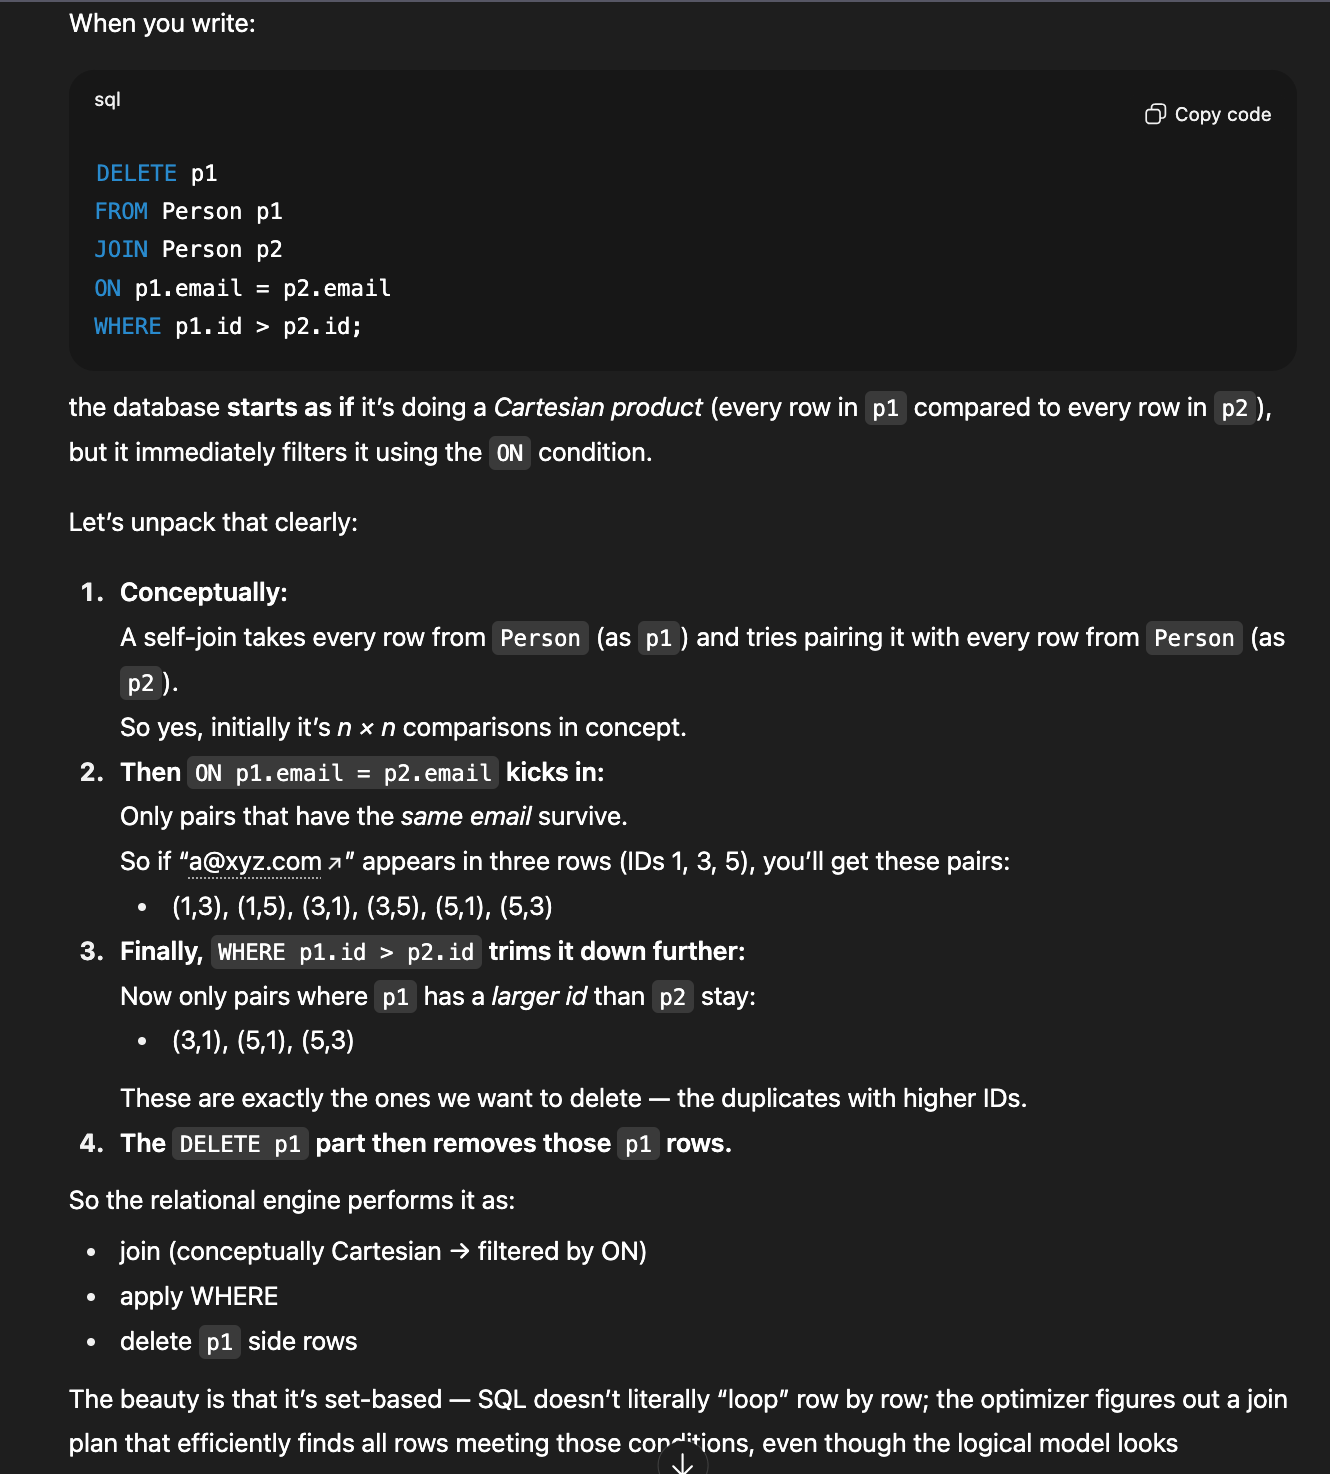 When you write:
sql
Copy code
DELETE p1
FROM Person p1
JOIN Person p2
ON p1.email = p2.email
WHERE p1.id > p2.id;
the database starts as if it’s doing a Cartesian product (every row in p1 compared to every row in p2),
but it immediately filters it using the ON condition.
Let’s unpack that clearly:
1. Conceptually:
A self-join takes every row from Person (as p1) and tries pairing it with every row from Person (as
p2).
So yes, initially it’s n × n comparisons in concept.
2. Then ON p1.email = p2.email kicks in:
Only pairs that have the same email survive.
So if “a@xyz.com ↗” appears in three rows (IDs 1, 3, 5), you’ll get these pairs:
• (1,3), (1,5), (3,1), (3,5), (5,1), (5,3)
3. Finally, WHERE p1.id > p2.id trims it down further:
Now only pairs where p1 has a larger id than p2 stay:
• (3,1), (5,1), (5,3)
These are exactly the ones we want to delete — the duplicates with higher IDs.
4. The DELETE p1 part then removes those p1 rows.
So the relational engine performs it as:
• join (conceptually Cartesian → filtered by ON)
• apply WHERE
• delete p1 side rows
The beauty is that it’s set-based — SQL doesn’t literally “loop” row by row; the optimizer figures out a join
plan that efficiently finds all rows meeting those conditions, even though the logical model looks